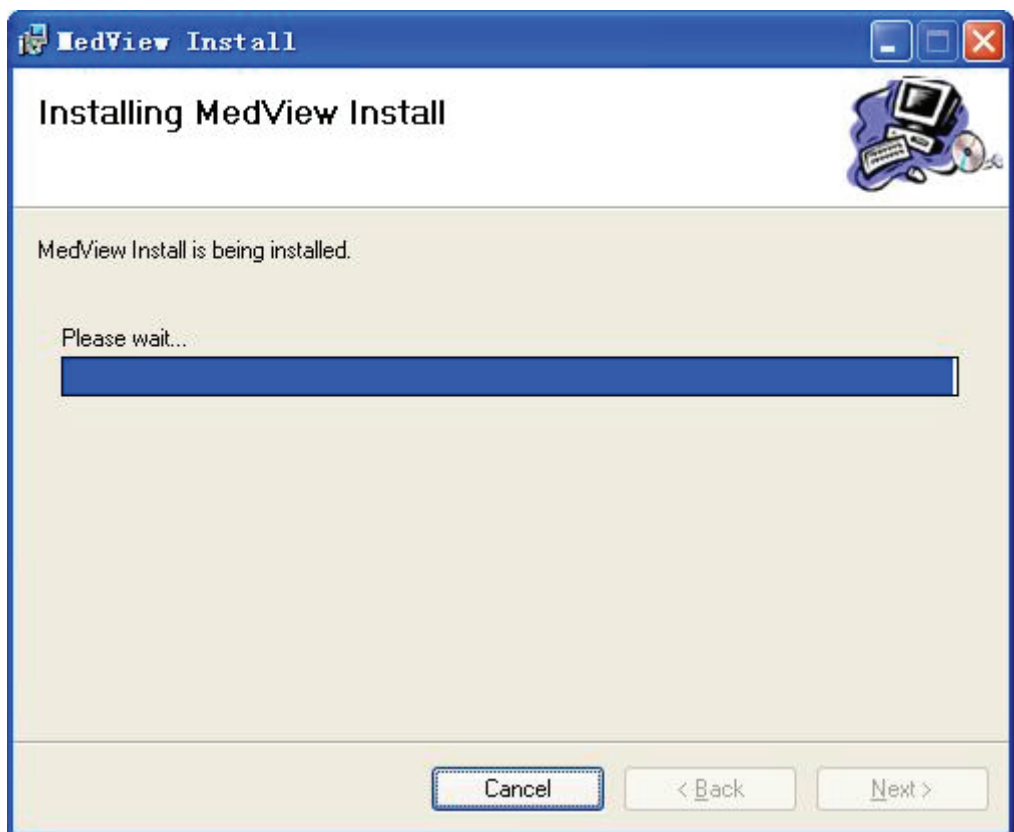 MedView Install
Installing MedView Install
MedView Install is being installed.
Please wait...
Cancel
< Back
Next >